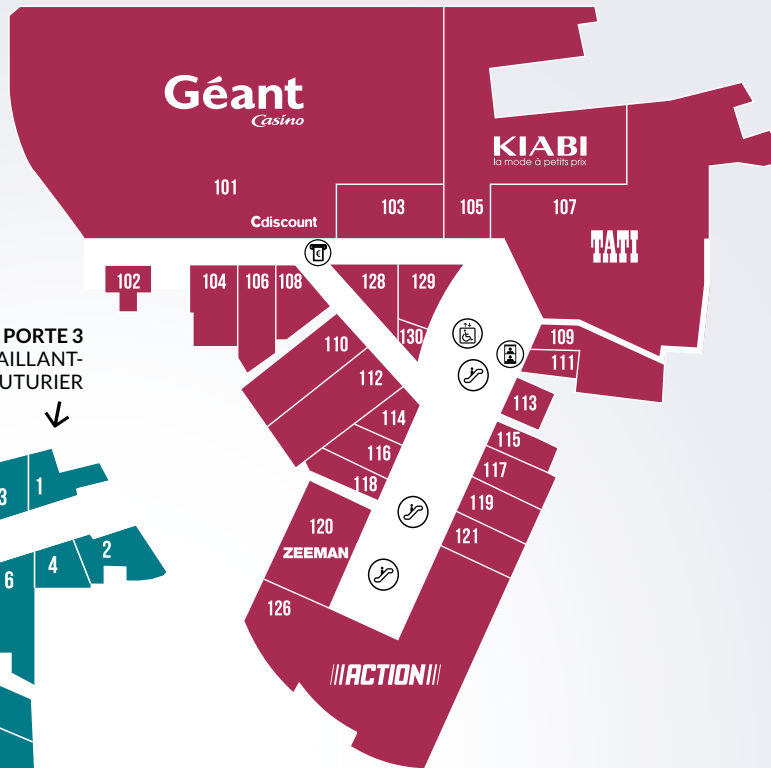 Géant
Casino
KIABI
la mode à petits prix
101
103
105
107
Cdiscount
TATI
102
104
106
108
128
129
130
109
111
PORTE 3
AILLANT-
UTURIER
110
112
113
114
115
116
117
118
119
120
121
ZEEMAN
126
ACTION
3
1
2
4
6